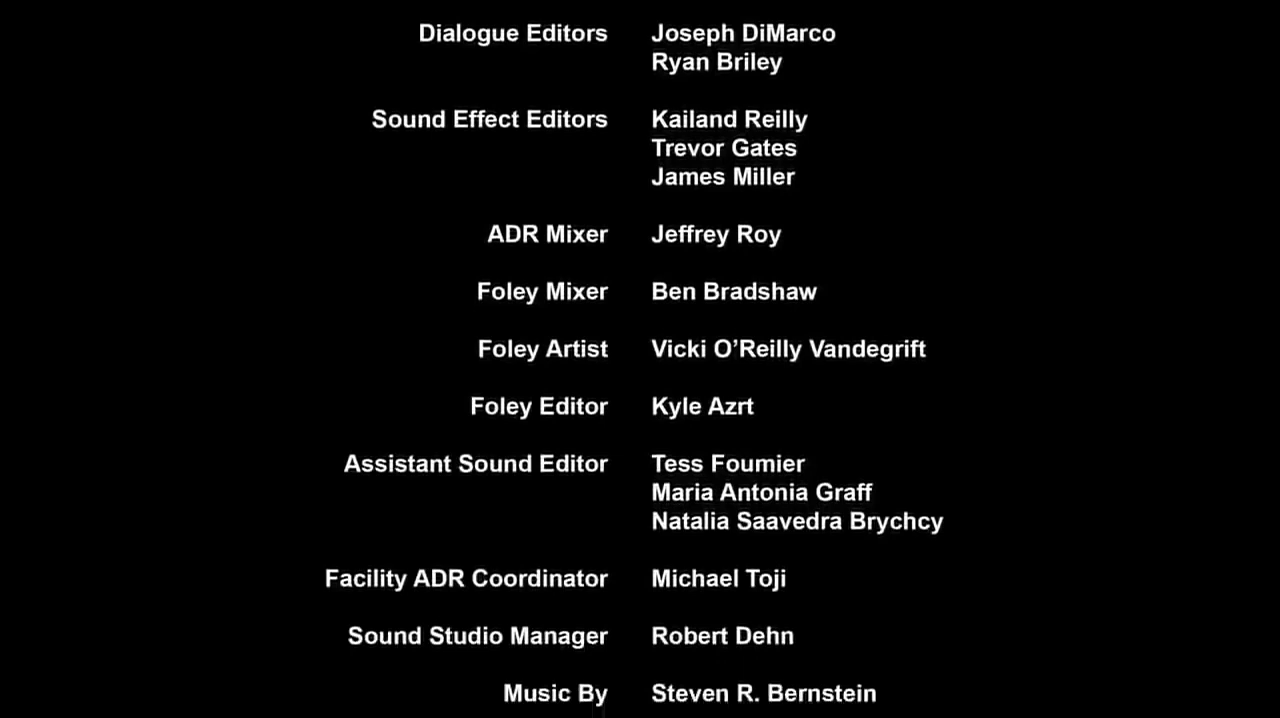 Dialogue Editors Joseph DiMarco
Ryan Briley
Sound Effect Editors Kailand Reilly
Trevor Gates
James Miller
ADR Mixer Jeffrey Roy
Foley Mixer Ben Bradshaw
Foley Artist Vicki O’Reilly Vandegrift
Foley Editor Kyle Azrt
Assistant Sound Editor Tess Foumier
Maria Antonia Graff
Natalia Saavedra Brychcy
Facility ADR Coordinator Michael Toji
Sound Studio Manager Robert Dehn
Music By Steven R. Bernstein